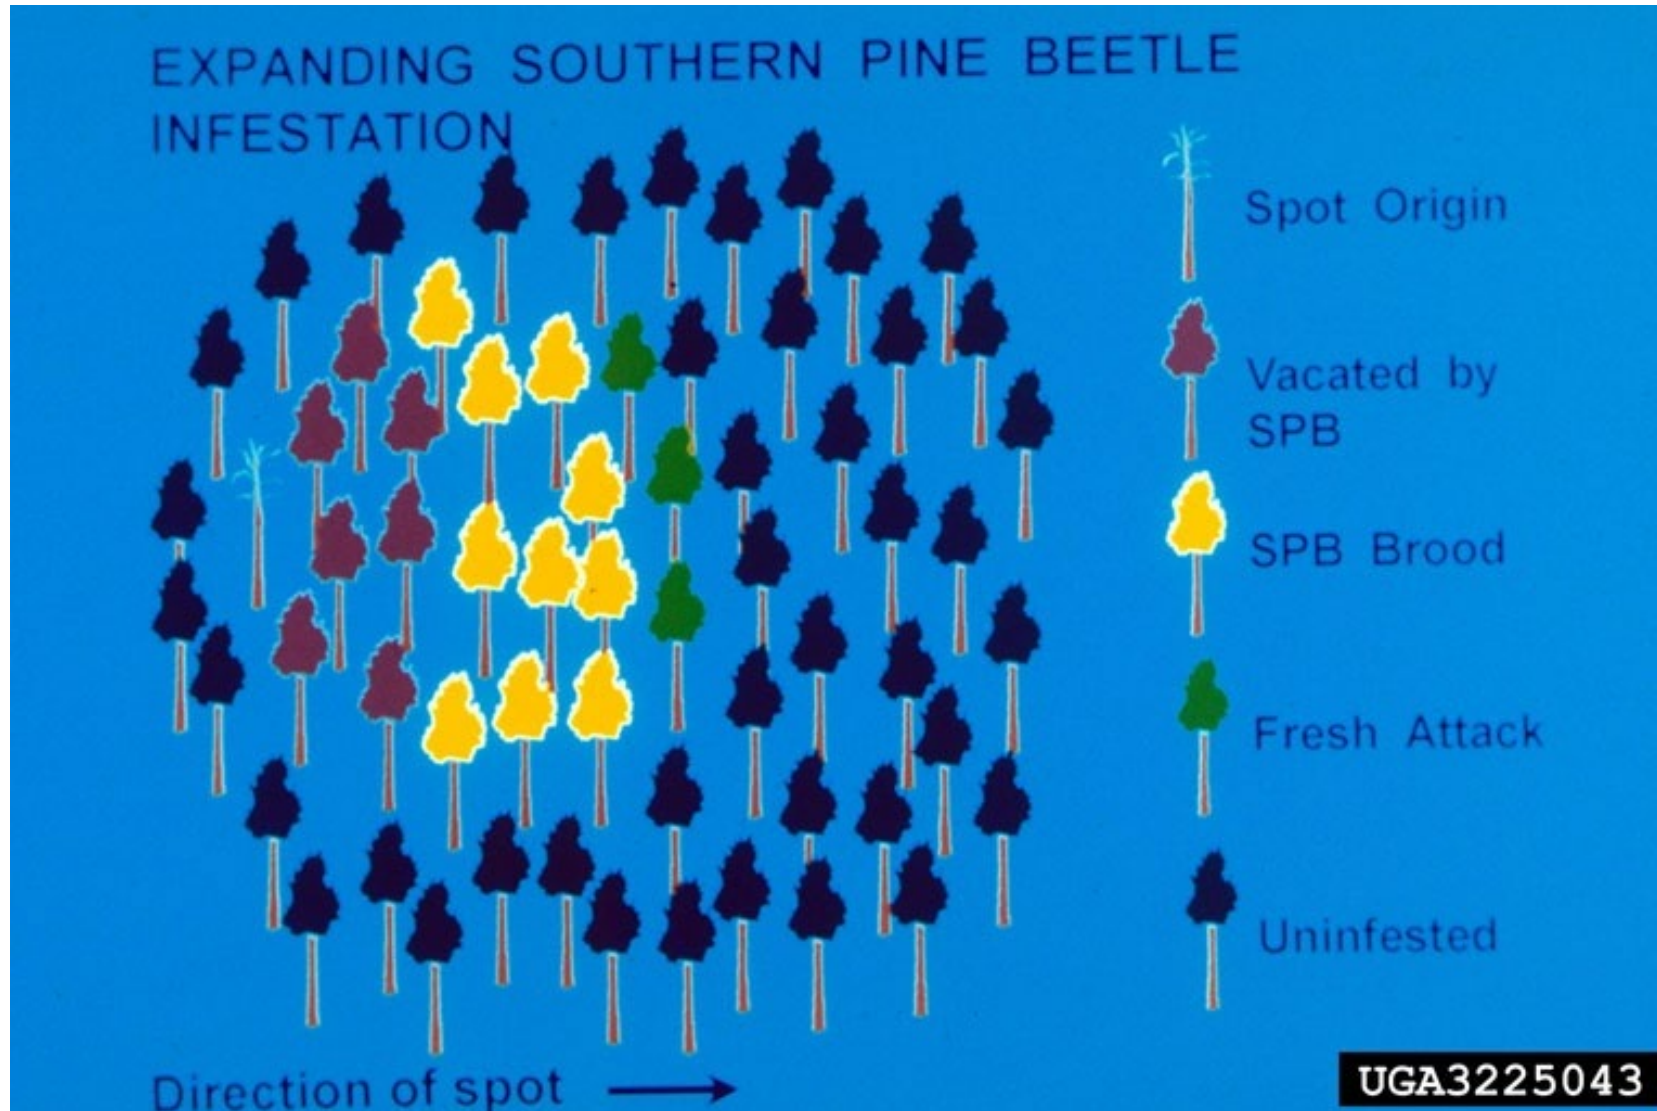 EXPANDING SOUTHERN PINE BEETLE
INFESTATION
Spot Origin
Vacated by
SPB
SPB Brood
Fresh Attack
Uninfested
Direction of spot
UGA3225043